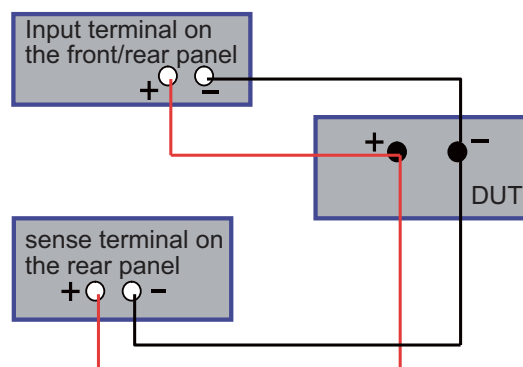 Input terminal on
the front/rear panel
+ −
+ −
DUT
sense terminal on
the rear panel
+ −